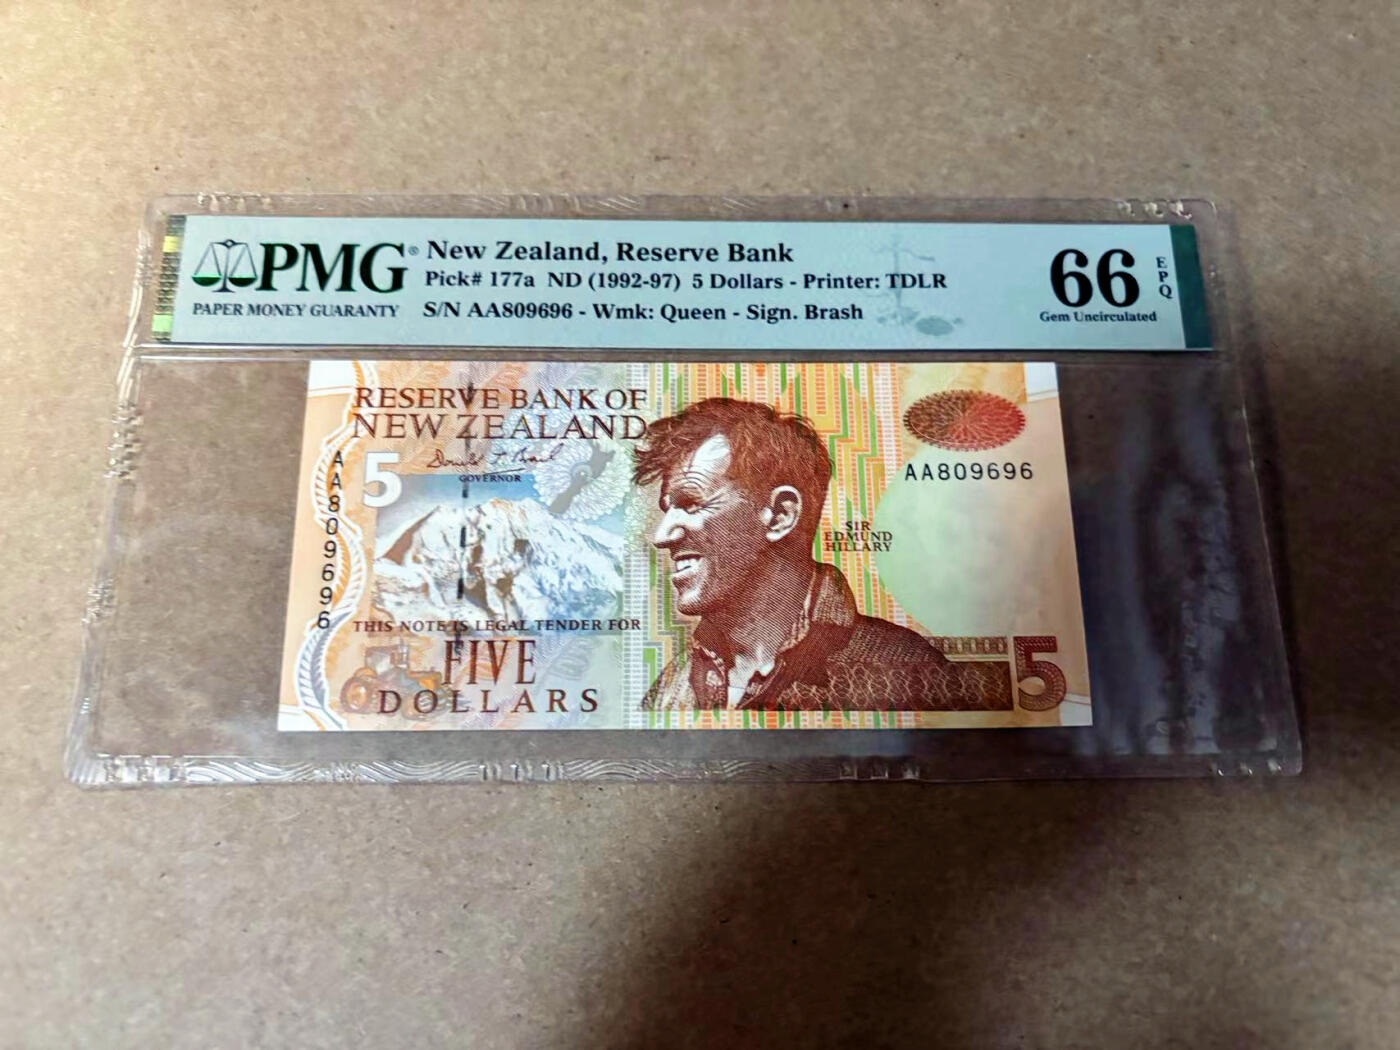 PMG®
PAPER MONEY GUARANTY
New Zealand, Reserve Bank
Pick# 177a ND (1992-97) 5 Dollars - Printer: TDLR
S/N AA809696 - Wmk: Queen - Sign. Brash
66
EPQ
Gem Uncirculated
RESERVE BANK OF
NEW ZEALAND
5
GOVERNOR
AA809696
AA809696
SIR
EDMUND
HILLARY
THIS NOTE IS LEGAL TENDER FOR
FIVE
DOLLARS
5